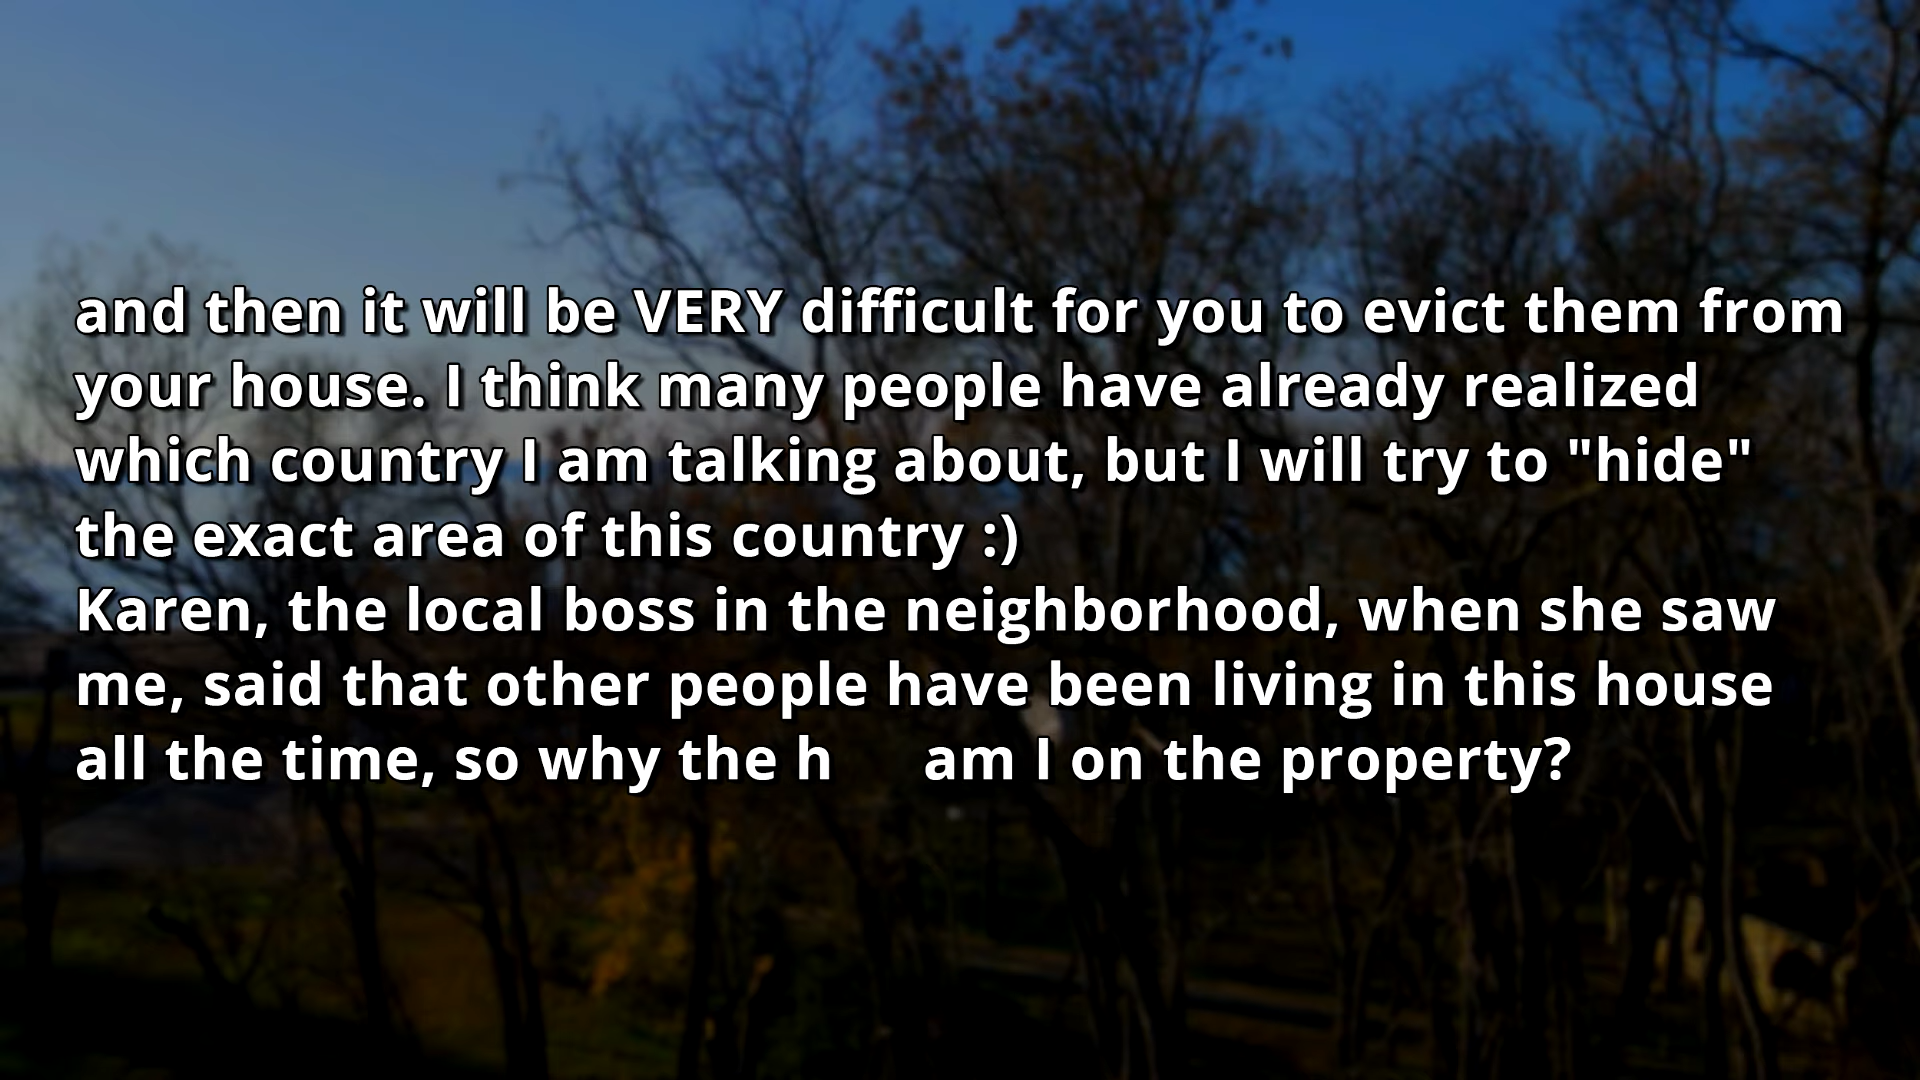 and then it will be VERY difficult for you to evict them from
your house. I think many people have already realized
which country I am talking about, but I will try to "hide"
the exact area of this country :)
Karen, the local boss in the neighborhood, when she saw
me, said that other people have been living in this house
all the time, so why the h am I on the property?